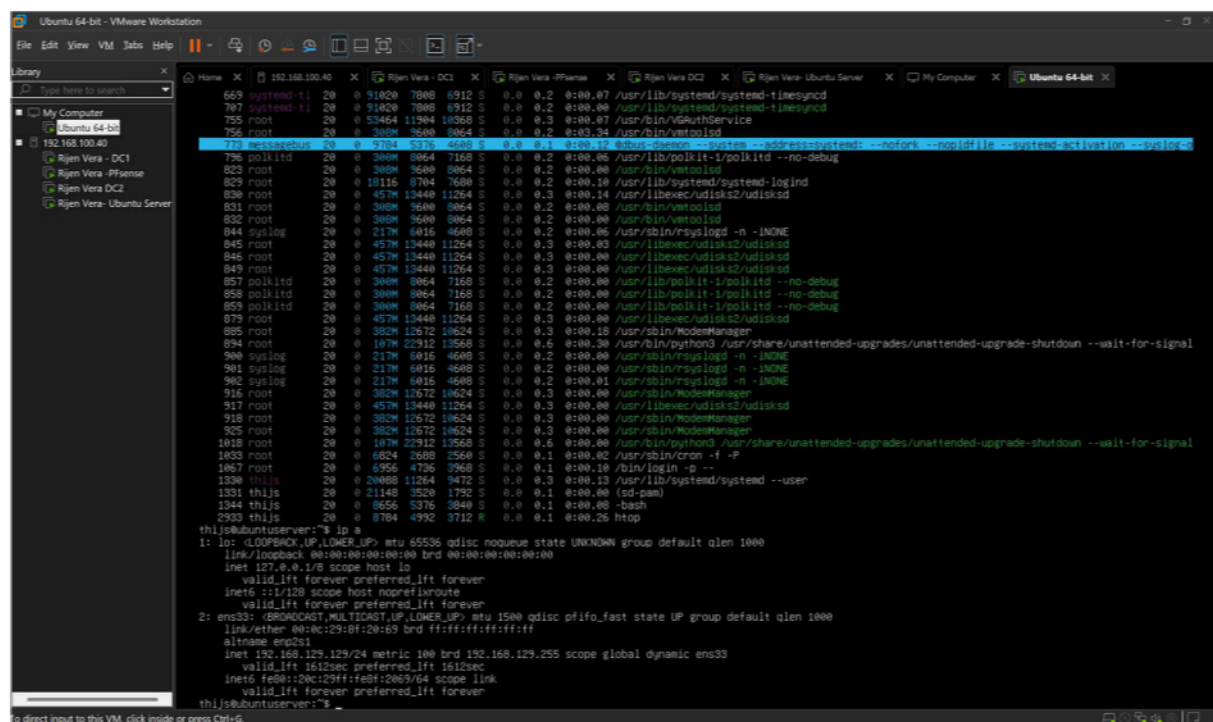 Ubuntu 64-bit - VMware Workstation
File Edit View VM Tabs Help
Library
Type here to search
My Computer
Ubuntu 64-bit
192.168.100.40
Rijen Vera - DC1
Rijen Vera -PFsense
Rijen Vera DC2
Rijen Vera- Ubuntu Server
Home 192.168.100.40 Rijen Vera - DC1 Rijen Vera -PFsense Rijen Vera DC2 Rijen Vera- Ubuntu Server My Computer Ubuntu 64-bit
669 systemd-ti 20 0 91020 7808 6912 S 0.0 0.2 0:00.07 /usr/lib/systemd/systemd-timesyncd
707 systemd-ti 20 0 91020 7808 6912 S 0.0 0.2 0:00.00 /usr/lib/systemd/systemd-timesyncd
755 root 20 0 53464 11904 10368 S 0.0 0.3 0:00.07 /usr/bin/VGAuthService
756 root 20 0 308M 9600 8064 S 0.0 0.2 0:03.34 /usr/bin/vmtoolsd
773 messagebus 20 0 9784 5376 4608 S 0.0 0.1 0:00.12 @dbus-daemon --system --address=systemd: --nofork --nopidfile --systemd-activation --syslog-o
796 polkitd 20 0 300M 8064 7168 S 0.0 0.2 0:00.06 /usr/lib/polkit-1/polkitd --no-debug
823 root 20 0 308M 9600 8064 S 0.0 0.2 0:00.00 /usr/bin/vmtoolsd
829 root 20 0 18116 8704 7680 S 0.0 0.2 0:00.10 /usr/lib/systemd/systemd-logind
830 root 20 0 457M 13440 11264 S 0.0 0.3 0:00.14 /usr/libexec/udisks2/udisksd
831 root 20 0 308M 9600 8064 S 0.0 0.2 0:00.08 /usr/bin/vmtoolsd
832 root 20 0 308M 9600 8064 S 0.0 0.2 0:00.00 /usr/bin/vmtoolsd
844 syslog 20 0 217M 6016 4608 S 0.0 0.2 0:00.06 /usr/sbin/rsyslogd -n -iNONE
845 root 20 0 457M 13440 11264 S 0.0 0.3 0:00.03 /usr/libexec/udisks2/udisksd
846 root 20 0 457M 13440 11264 S 0.0 0.3 0:00.00 /usr/libexec/udisks2/udisksd
849 root 20 0 457M 13440 11264 S 0.0 0.3 0:00.00 /usr/libexec/udisks2/udisksd
857 polkitd 20 0 300M 8064 7168 S 0.0 0.2 0:00.00 /usr/lib/polkit-1/polkitd --no-debug
858 polkitd 20 0 300M 8064 7168 S 0.0 0.2 0:00.00 /usr/lib/polkit-1/polkitd --no-debug
859 polkitd 20 0 300M 8064 7168 S 0.0 0.2 0:00.00 /usr/lib/polkit-1/polkitd --no-debug
879 root 20 0 457M 13440 11264 S 0.0 0.3 0:00.00 /usr/libexec/udisks2/udisksd
885 root 20 0 382M 12672 10624 S 0.0 0.3 0:00.18 /usr/sbin/ModemManager
894 root 20 0 107M 22912 13568 S 0.0 0.6 0:00.30 /usr/bin/python3 /usr/share/unattended-upgrades/unattended-upgrade-shutdown --wait-for-signal
900 syslog 20 0 217M 6016 4608 S 0.0 0.2 0:00.00 /usr/sbin/rsyslogd -n -iNONE
901 syslog 20 0 217M 6016 4608 S 0.0 0.2 0:00.00 /usr/sbin/rsyslogd -n -iNONE
902 syslog 20 0 217M 6016 4608 S 0.0 0.2 0:00.01 /usr/sbin/rsyslogd -n -iNONE
916 root 20 0 382M 12672 10624 S 0.0 0.3 0:00.00 /usr/sbin/ModemManager
917 root 20 0 457M 13440 11264 S 0.0 0.3 0:00.00 /usr/libexec/udisks2/udisksd
918 root 20 0 382M 12672 10624 S 0.0 0.3 0:00.00 /usr/sbin/ModemManager
925 root 20 0 382M 12672 10624 S 0.0 0.3 0:00.00 /usr/sbin/ModemManager
1018 root 20 0 107M 22912 13568 S 0.0 0.6 0:00.00 /usr/bin/python3 /usr/share/unattended-upgrades/unattended-upgrade-shutdown --wait-for-signal
1033 root 20 0 6824 2688 2560 S 0.0 0.1 0:00.02 /usr/sbin/cron -f -P
1067 root 20 0 6956 4736 3968 S 0.0 0.1 0:00.10 /bin/login -p --
1330 thijs 20 0 20088 11264 9472 S 0.0 0.3 0:00.13 /usr/lib/systemd/systemd --user
1331 thijs 20 0 21148 3520 1792 S 0.0 0.1 0:00.00 (sd-pam)
1344 thijs 20 0 8656 5376 3840 S 0.0 0.1 0:00.08 -bash
2933 thijs 20 0 8784 4992 3712 R 0.0 0.1 0:00.26 htop
thijs@ubuntuserver:~$ ip a
1: lo: <LOOPBACK,UP,LOWER_UP> mtu 65536 qdisc noqueue state UNKNOWN group default qlen 1000
link/loopback 00:00:00:00:00:00 brd 00:00:00:00:00:00
inet 127.0.0.1/8 scope host lo
valid_lft forever preferred_lft forever
inet6 ::1/128 scope host noprefixroute
valid_lft forever preferred_lft forever
2: ens33: <BROADCAST,MULTICAST,UP,LOWER_UP> mtu 1500 qdisc pfifo_fast state UP group default qlen 1000
link/ether 00:0c:29:8f:20:69 brd ff:ff:ff:ff:ff:ff
altname enp2s1
inet 192.168.129.129/24 metric 100 brd 192.168.129.255 scope global dynamic ens33
valid_lft 1612sec preferred_lft 1612sec
inet6 fe80::20c:29ff:fe8f:2069/64 scope link
valid_lft forever preferred_lft forever
thijs@ubuntuserver:~$ _
To direct input to this VM, click inside or press Ctrl+G.